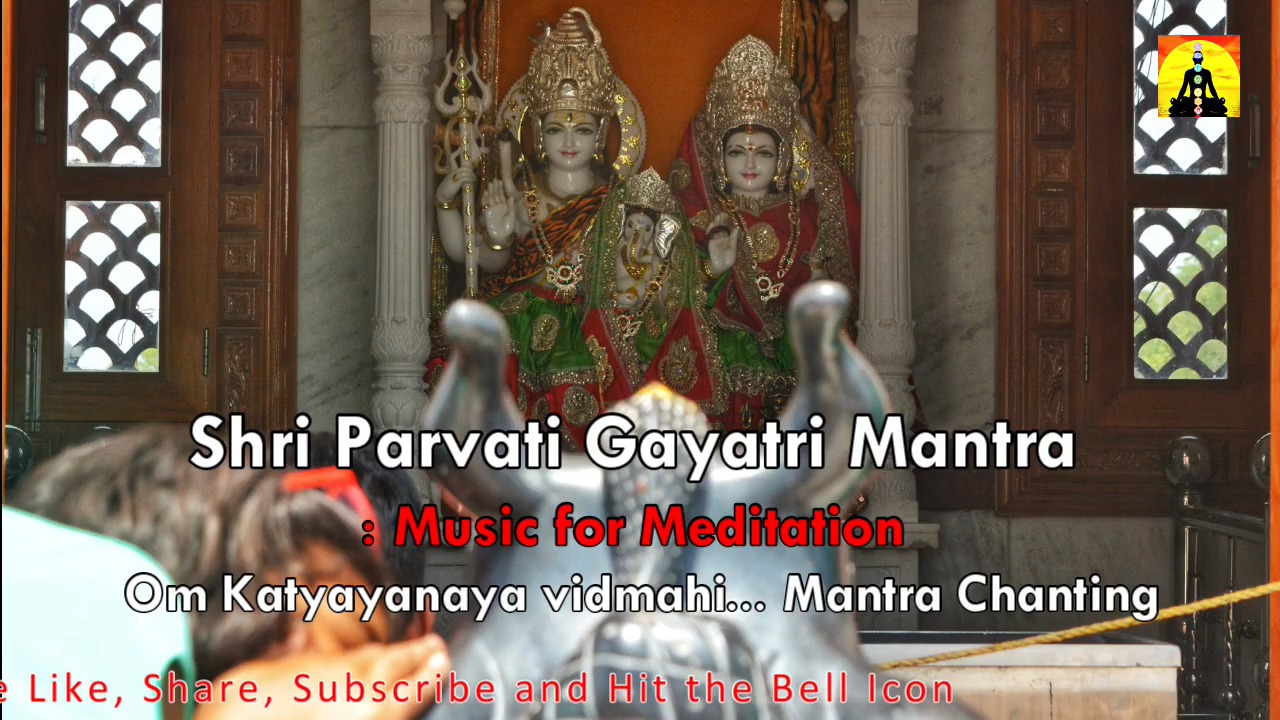 Shri Parvati Gayatri Mantra
: Music for Meditation
Om Katyayanaya vidmahi... Mantra Chanting
e Like, Share, Subscribe and Hit the Bell Icon